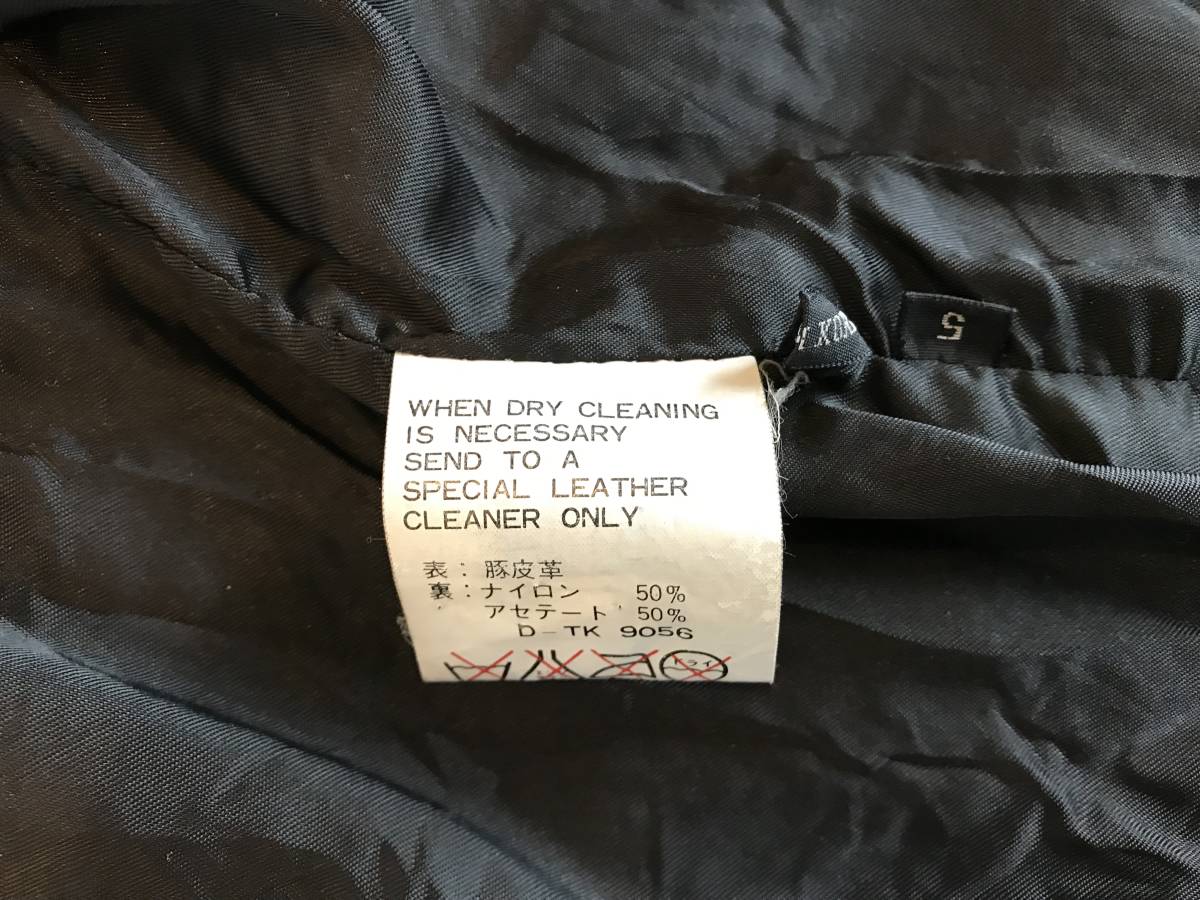 S
WHEN DRY CLEANING
IS NECESSARY
SEND TO A
SPECIAL LEATHER
CLEANER ONLY
表：豚皮革
裏：ナイロン 50%
アセテート 50%
D-TK 9056
ドライ